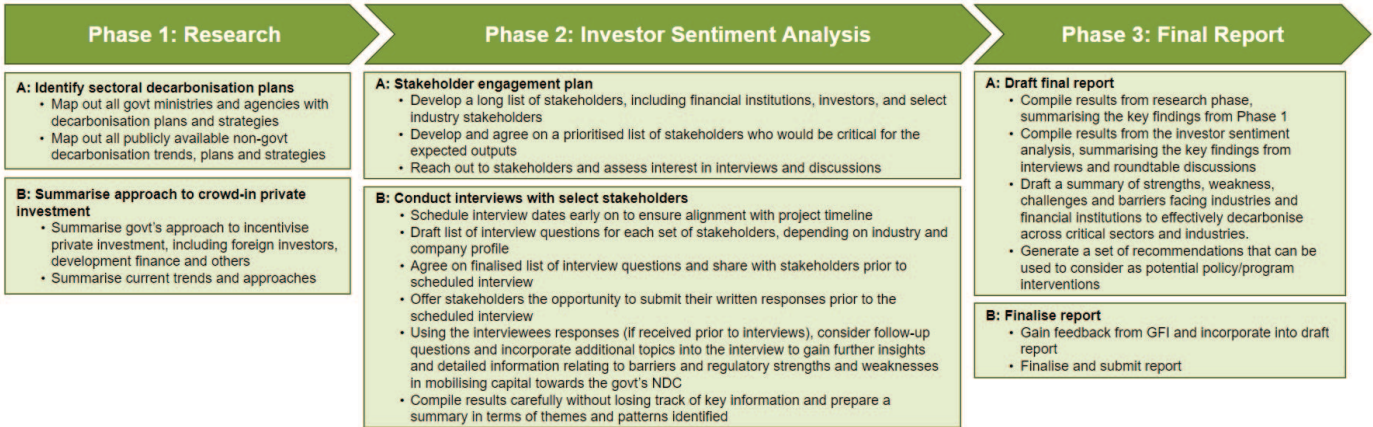 Phase 1: Research
A: Identify sectoral decarbonisation plans
• Map out all govt ministries and agencies with
decarbonisation plans and strategies
• Map out all publicly available non-govt
decarbonisation trends, plans and strategies
B: Summarise approach to crowd-in private
investment
• Summarise govt's approach to incentivise
private investment, including foreign investors,
development finance and others
• Summarise current trends and approaches
Phase 2: Investor Sentiment Analysis
A: Stakeholder engagement plan
• Develop a long list of stakeholders, including financial institutions, investors, and select
industry stakeholders
• Develop and agree on a prioritised list of stakeholders who would be critical for the
expected outputs
• Reach out to stakeholders and assess interest in interviews and discussions
B: Conduct interviews with select stakeholders
• Schedule interview dates early on to ensure alignment with project timeline
• Draft list of interview questions for each set of stakeholders, depending on industry and
company profile
• Agree on finalised list of interview questions and share with stakeholders prior to
scheduled interview
• Offer stakeholders the opportunity to submit their written responses prior to the
scheduled interview
• Using the interviewees responses (if received prior to interviews), consider follow-up
questions and incorporate additional topics into the interview to gain further insights
and detailed information relating to barriers and regulatory strengths and weaknesses
in mobilising capital towards the govt's NDC
• Compile results carefully without losing track of key information and prepare a
summary in terms of themes and patterns identified
Phase 3: Final Report
A: Draft final report
• Compile results from research phase,
summarising the key findings from Phase 1
• Compile results from the investor sentiment
analysis, summarising the key findings from
interviews and roundtable discussions
• Draft a summary of strengths, weakness,
challenges and barriers facing industries and
financial institutions to effectively decarbonise
across critical sectors and industries.
• Generate a set of recommendations that can be
used to consider as potential policy/program
interventions
B: Finalise report
• Gain feedback from GFI and incorporate into draft
report
• Finalise and submit report